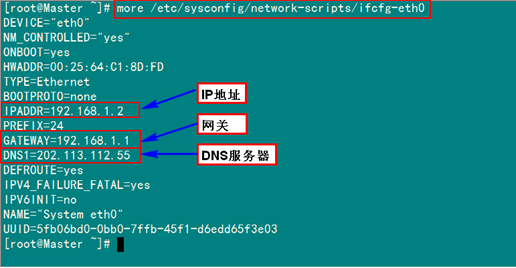 [root@Master ~]# more /etc/sysconfig/network-scripts/ifcfg-eth0
DEVICE="eth0"
NM_CONTROLLED="yes"
ONBOOT=yes
HWADDR=00:25:64:C1:8D:FD
TYPE=Ethernet
BOOTPROTO=none
IPADDR=192.168.1.2
IP地址
PREFIX=24
GATEWAY=192.168.1.1
网关
DNS1=202.113.112.55
DNS服务器
DEFROUTE=yes
IPV4_FAILURE_FATAL=yes
IPV6INIT=no
NAME="System eth0"
UUID=5fb06bd0-0bb0-7ffb-45f1-d6edd65f3e03
[root@Master ~]#